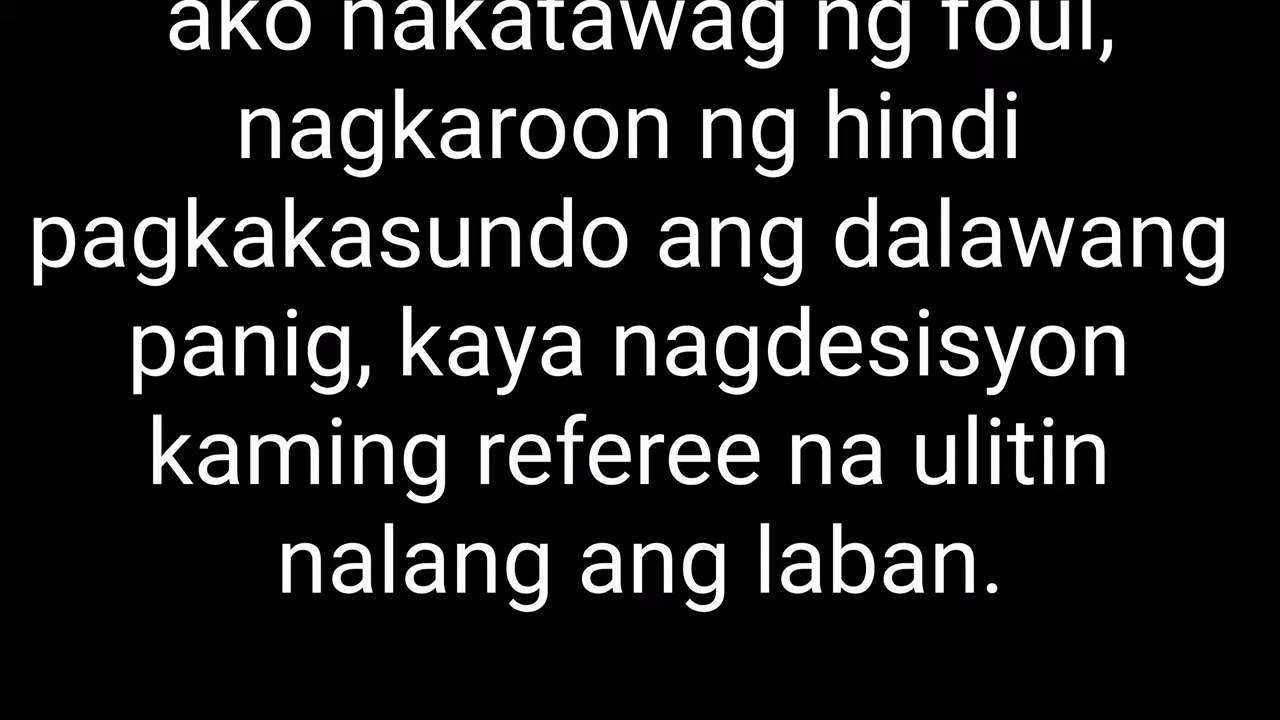 ako nakatawag ng foul,
nagkaroon ng hindi
pagkakasundo ang dalawang
panig, kaya nagdesisyon
kaming referee na ulitin
nalang ang laban.